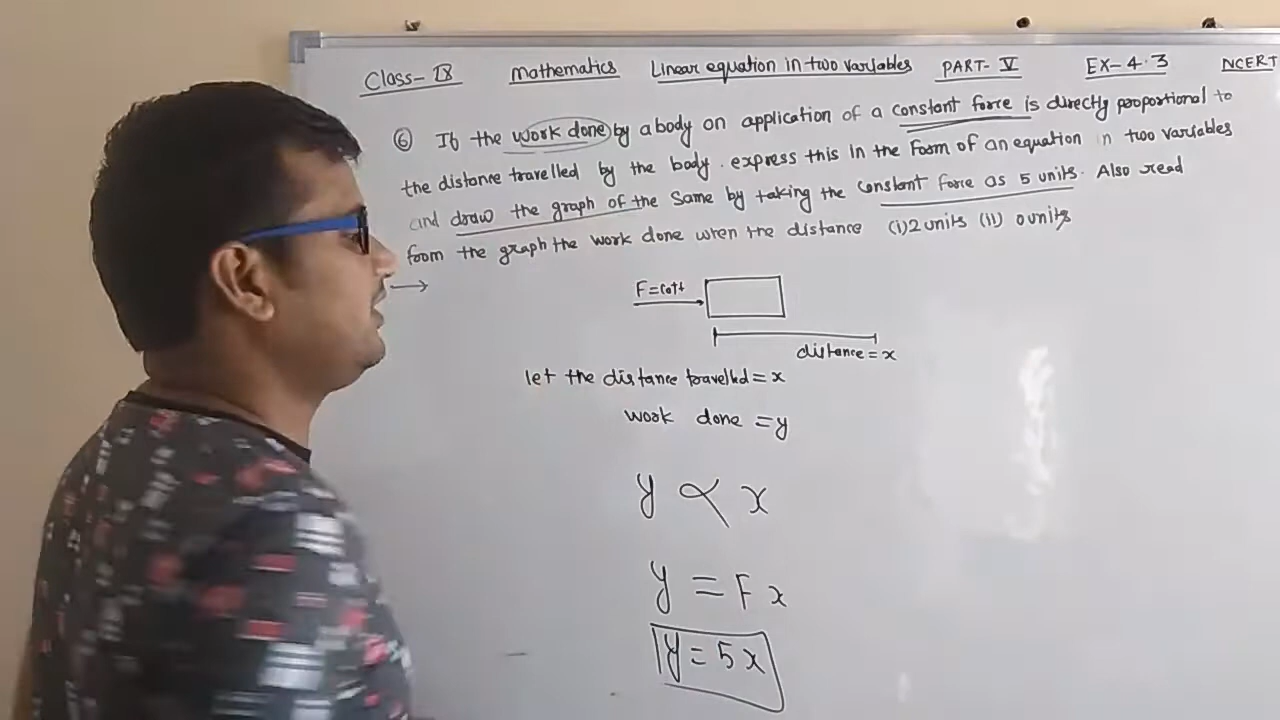 Class- IX Mathematics Linear equation in two variables PART- V EX- 4.3 NCERT
⑥ If the work done by a body on application of a constant force is directly proportional to
the distance travelled by the body. express this in the form of an equation in two variables
and draw the graph of the same by taking the constant force as 5 units. Also read
from the graph the work done when the distance (i) 2 units (ii) 0 units
→
F=cott
distance = x
let the distance travelled = x
work done = y
y ∝ x
y = F x
y = 5x